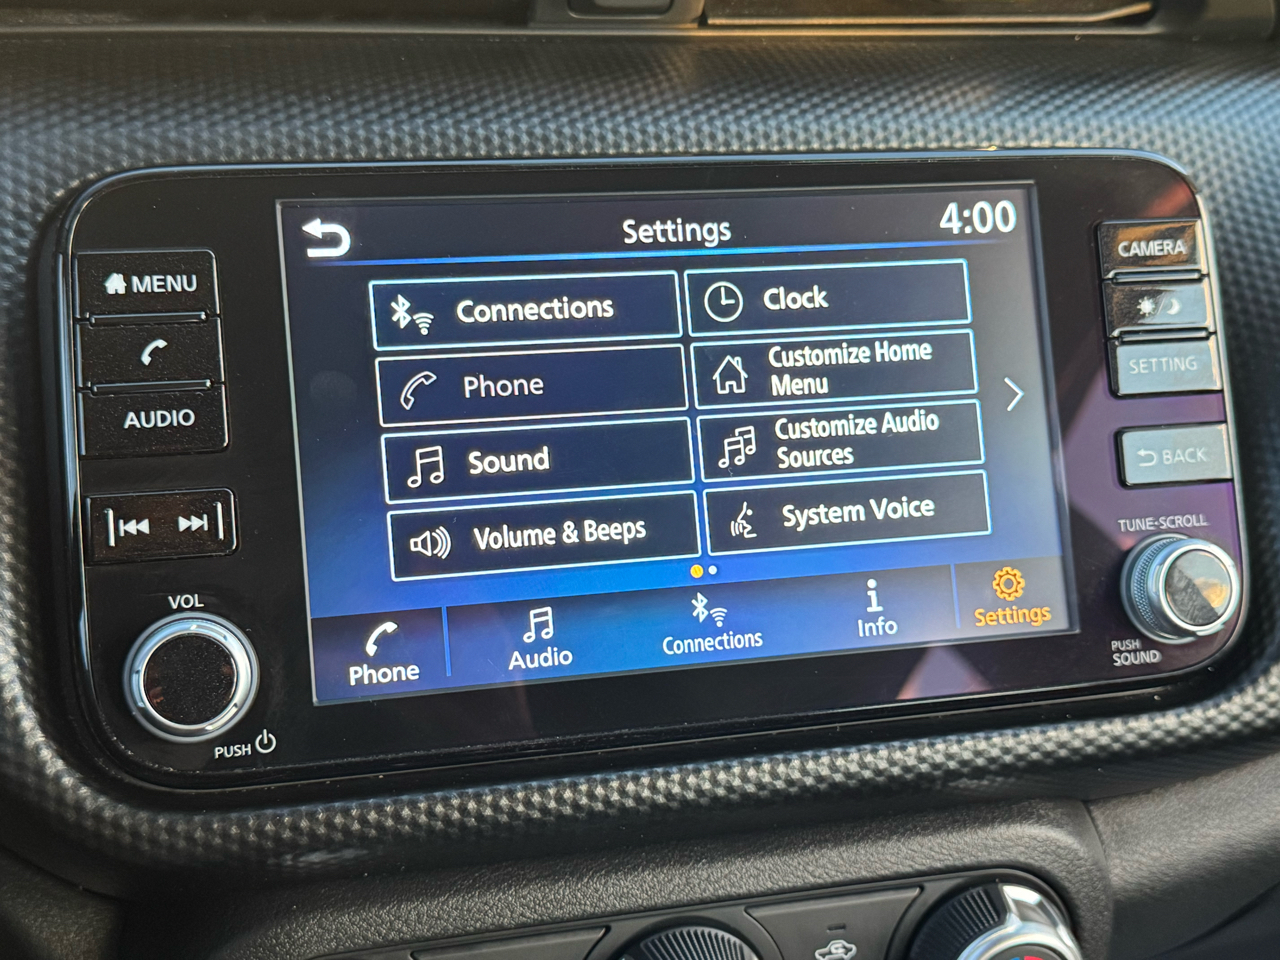 MENU
AUDIO
VOL
PUSH
Settings
4:00
Connections
Clock
Phone
Customize Home
Menu
Sound
Customize Audio
Sources
Volume & Beeps
System Voice
Phone
Audio
Connections
Info
Settings
CAMERA
SETTING
BACK
TUNE·SCROLL
PUSH
SOUND